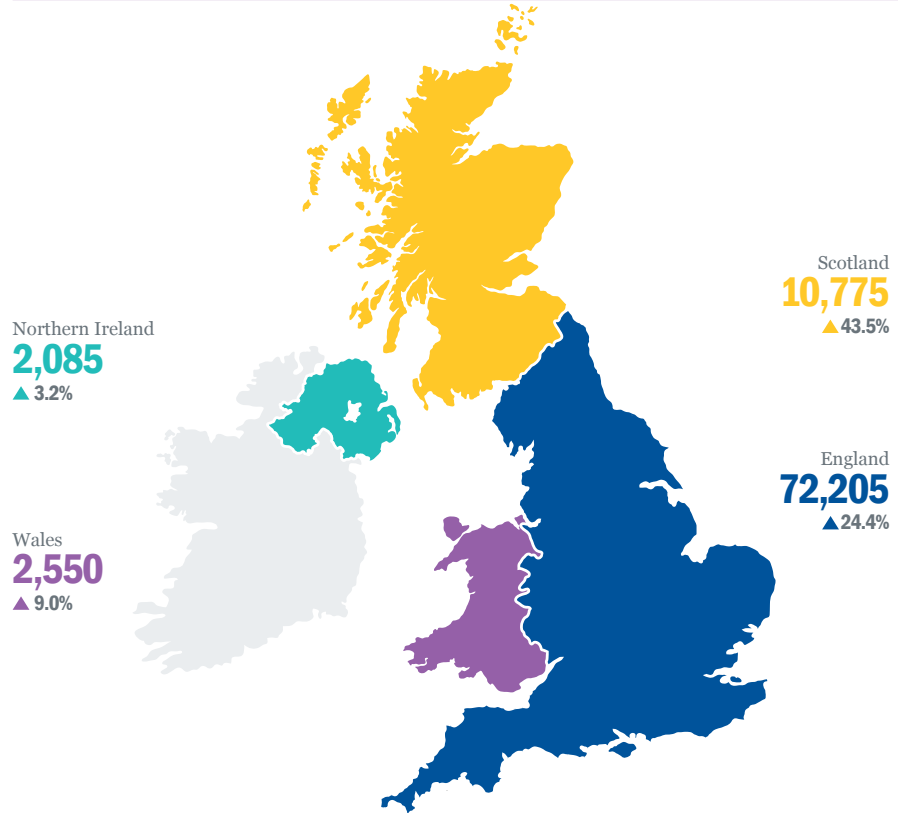 Scotland
10,775
▲ 43.5%
Northern Ireland
2,085
▲ 3.2%
England
72,205
▲ 24.4%
Wales
2,550
▲ 9.0%